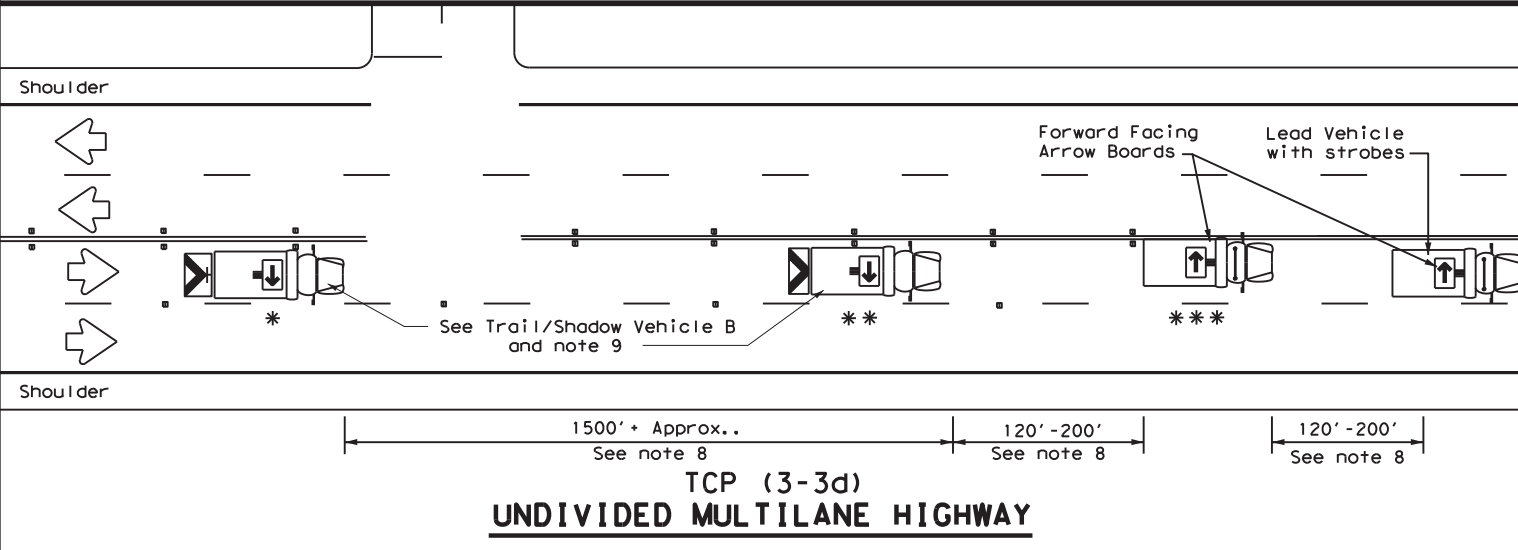 Shoulder
Forward Facing
Arrow Boards
Lead Vehicle
with strobes
*
**
***
See Trail/Shadow Vehicle B
and note 9
Shoulder
1500'+ Approx..
See note 8
120'-200'
See note 8
120'-200'
See note 8
TCP (3-3d)
UNDIVIDED MULTILANE HIGHWAY